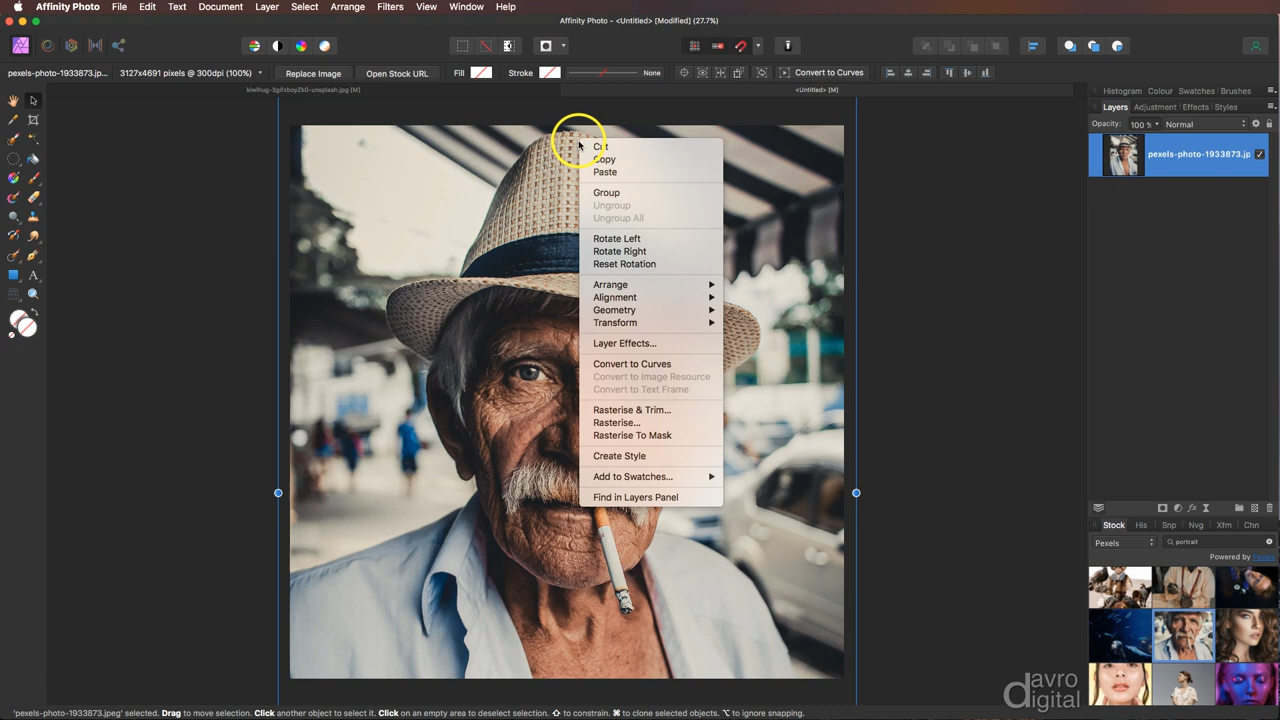 Affinity Photo File Edit Text Document Layer Select Arrange Filters View Window Help
Affinity Photo - <Untitled> [Modified] (27.7%)
pexels-photo-1933873.jp... 3127x4691 pixels @ 300dpi (100%) Replace Image Open Stock URL Fill Stroke None Convert to Curves
kiwihug-3gifzboyZk0-unsplash.jpg [M] <Untitled> [M]
Histogram Colour Swatches Brushes
Layers Adjustment Effects Styles
Opacity: 100 % Normal
pexels-photo-1933873.jp
Cut
Copy
Paste
Group
Ungroup
Ungroup All
Rotate Left
Rotate Right
Reset Rotation
Arrange
Alignment
Geometry
Transform
Layer Effects...
Convert to Curves
Convert to Image Resource
Convert to Text Frame
Rasterise & Trim...
Rasterise...
Rasterise To Mask
Create Style
Add to Swatches...
Find in Layers Panel
Stock His Snp Nvg Xfm Chn
Pexels portrait
Powered by Pexels
davro
digital
'pexels-photo-1933873.jpeg' selected. Drag to move selection. Click another object to select it. Click on an empty area to deselect selection. ⇧ to constrain. ⌘ to clone selected objects. ⌥ to ignore snapping.